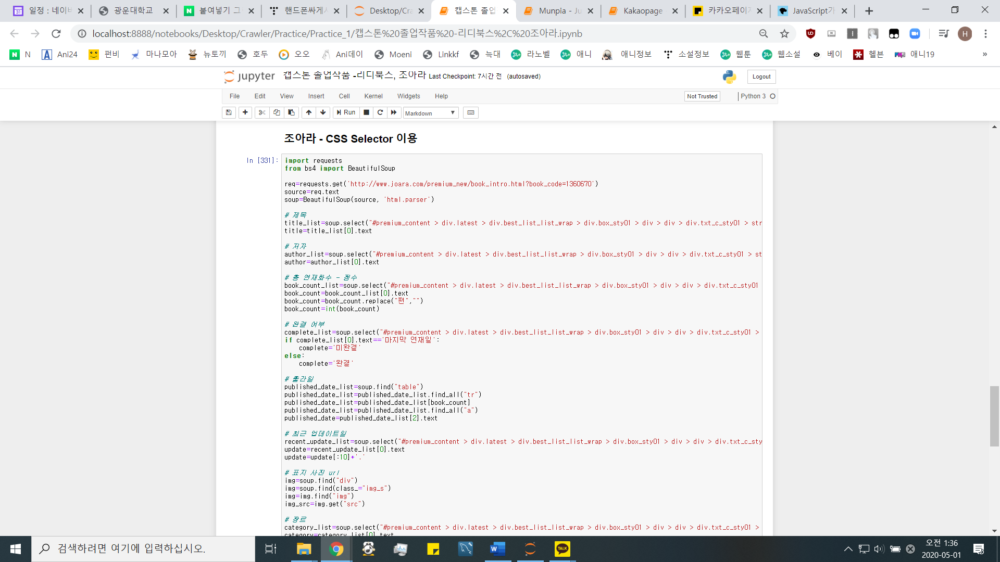 일정 : 네이버
광운대학교
붙여넣기 그
핸드폰싸게
Desktop/Cra
캡스톤 졸업
Munpia - Ju
Kakaopage
카카오페이지
JavaScript가
localhost:8888/notebooks/Desktop/Crawler/Practice/Practice_1/캡스톤%20졸업작품%20-리디북스%2C%20조아라.ipynb
N Ani24 펀비 마나모아 뉴토끼 호두 오오 Ani데이 Moeni Linkkf 늑대 라노벨 애니 애니정보 소설정보 웹툰 웹소설 베이 헬븐 애니19 »
jupyter 캡스톤 졸업작품 -리디북스, 조아라 Last Checkpoint: 7시간 전 (autosaved) Logout
File Edit View Insert Cell Kernel Widgets Help Not Trusted Python 3
Run Markdown
조아라 - CSS Selector 이용
In [331]:
import requests
from bs4 import BeautifulSoup
req=requests.get('http://www.joara.com/premium_new/book_intro.html?book_code=1360670')
source=req.text
soup=BeautifulSoup(source, 'html.parser')
# 제목
title_list=soup.select("#premium_content > div.latest > div.best_list_list_wrap > div.box_sty01 > div > div > div.txt_c_sty01 > str
title=title_list[0].text
# 저자
author_list=soup.select("#premium_content > div.latest > div.best_list_list_wrap > div.box_sty01 > div > div > div.txt_c_sty01 > st
author=author_list[0].text
# 총 연재화수 - 정수
book_count_list=soup.select("#premium_content > div.latest > div.best_list_list_wrap > div.box_sty01 > div > div > div.txt_c_sty01
book_count=book_count_list[0].text
book_count=book_count.replace("편","")
book_count=int(book_count)
# 완결 여부
complete_list=soup.select("#premium_content > div.latest > div.best_list_list_wrap > div.box_sty01 > div > div > div.txt_c_sty01 >
if complete_list[0].text=='마지막 연재일':
    complete='미완결'
else:
    complete='완결'
# 출간일
published_date_list=soup.find("table")
published_date_list=published_date_list.find_all("tr")
published_date_list=published_date_list[book_count]
published_date_list=published_date_list.find_all("a")
published_date=published_date_list[2].text
# 최근 업데이트일
recent_update_list=soup.select("#premium_content > div.latest > div.best_list_list_wrap > div.box_sty01 > div > div > div.txt_c_sty
update=recent_update_list[0].text
update=update[:10]+'.'
# 표지 사진 url
img=soup.find("div")
img=soup.find(class_="img_s")
img=img.find("img")
img_src=img.get("src")
# 장르
category_list=soup.select("#premium_content > div.latest > div.best_list_list_wrap > div.box_sty01 > div > div > div.txt_c_sty01 >
category=category_list[0].text
검색하려면 여기에 입력하십시오.
오전 1:36
2020-05-01